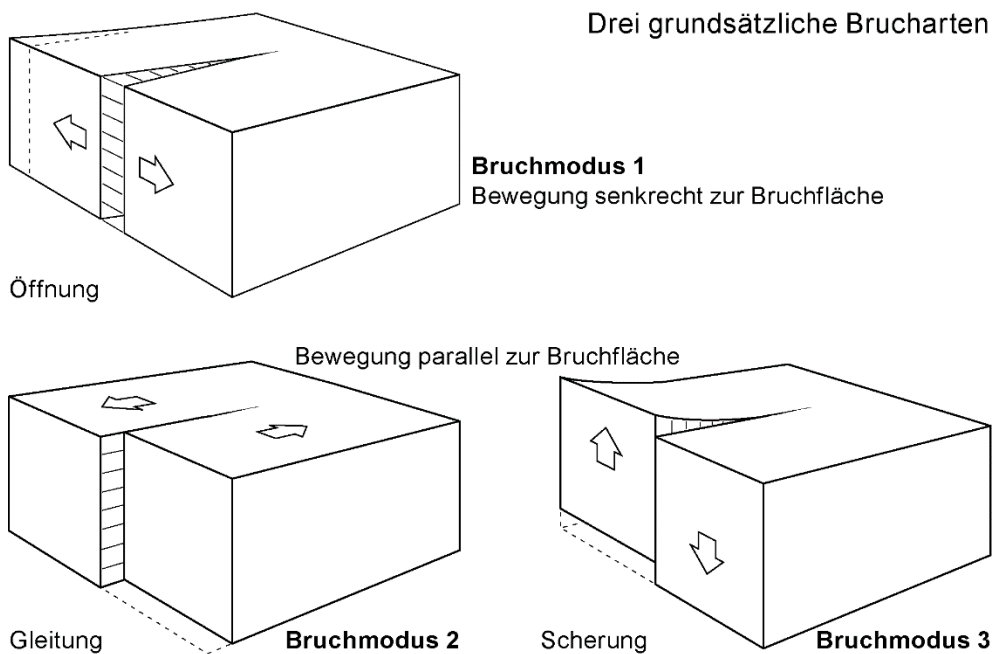 Drei grundsätzliche Brucharten
Bruchmodus 1
Bewegung senkrecht zur Bruchfläche
Öffnung
Bewegung parallel zur Bruchfläche
Gleitung
Bruchmodus 2
Scherung
Bruchmodus 3